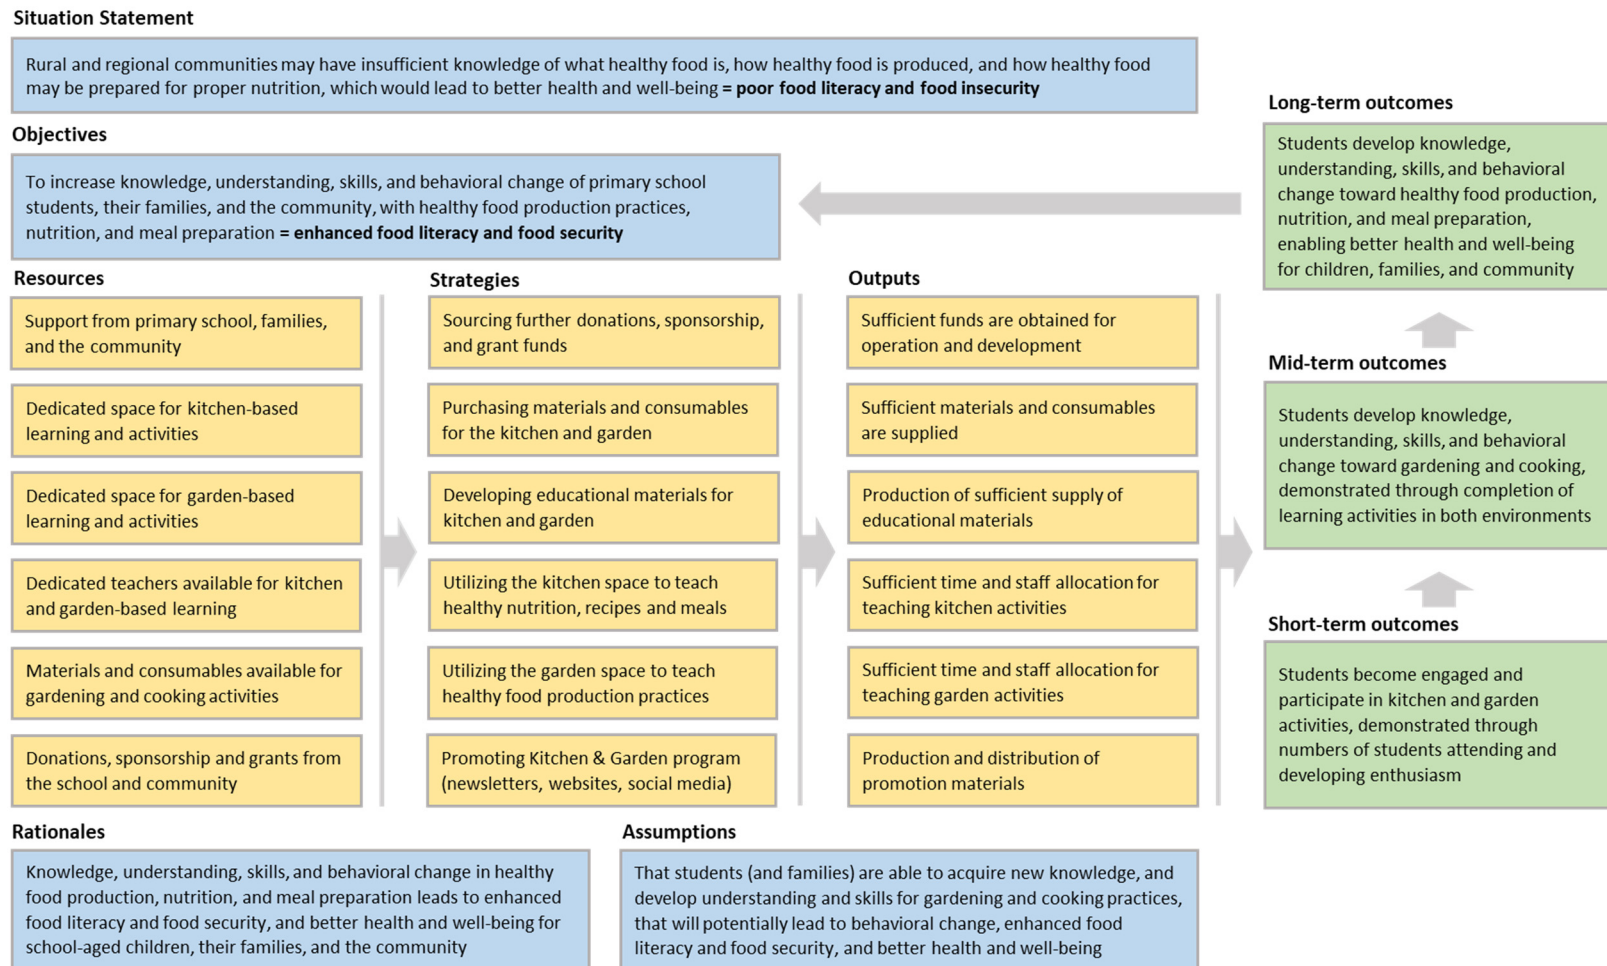 Situation Statement
Rural and regional communities may have insufficient knowledge of what healthy food is, how healthy food is produced, and how healthy food
may be prepared for proper nutrition, which would lead to better health and well-being = poor food literacy and food insecurity
Objectives
To increase knowledge, understanding, skills, and behavioral change of primary school
students, their families, and the community, with healthy food production practices,
nutrition, and meal preparation = enhanced food literacy and food security
Resources
Support from primary school, families,
and the community
Dedicated space for kitchen-based
learning and activities
Dedicated space for garden-based
learning and activities
Dedicated teachers available for kitchen
and garden-based learning
Materials and consumables available for
gardening and cooking activities
Donations, sponsorship and grants from
the school and community
Strategies
Sourcing further donations, sponsorship,
and grant funds
Purchasing materials and consumables
for the kitchen and garden
Developing educational materials for
kitchen and garden
Utilizing the kitchen space to teach
healthy nutrition, recipes and meals
Utilizing the garden space to teach
healthy food production practices
Promoting Kitchen & Garden program
(newsletters, websites, social media)
Outputs
Sufficient funds are obtained for
operation and development
Sufficient materials and consumables
are supplied
Production of sufficient supply of
educational materials
Sufficient time and staff allocation for
teaching kitchen activities
Sufficient time and staff allocation for
teaching garden activities
Production and distribution of
promotion materials
Long-term outcomes
Students develop knowledge,
understanding, skills, and behavioral
change toward healthy food production,
nutrition, and meal preparation,
enabling better health and well-being
for children, families, and community
Mid-term outcomes
Students develop knowledge,
understanding, skills, and behavioral
change toward gardening and cooking,
demonstrated through completion of
learning activities in both environments
Short-term outcomes
Students become engaged and
participate in kitchen and garden
activities, demonstrated through
numbers of students attending and
developing enthusiasm
Rationales
Knowledge, understanding, skills, and behavioral change in healthy
food production, nutrition, and meal preparation leads to enhanced
food literacy and food security, and better health and well-being for
school-aged children, their families, and the community
Assumptions
That students (and families) are able to acquire new knowledge, and
develop understanding and skills for gardening and cooking practices,
that will potentially lead to behavioral change, enhanced food
literacy and food security, and better health and well-being